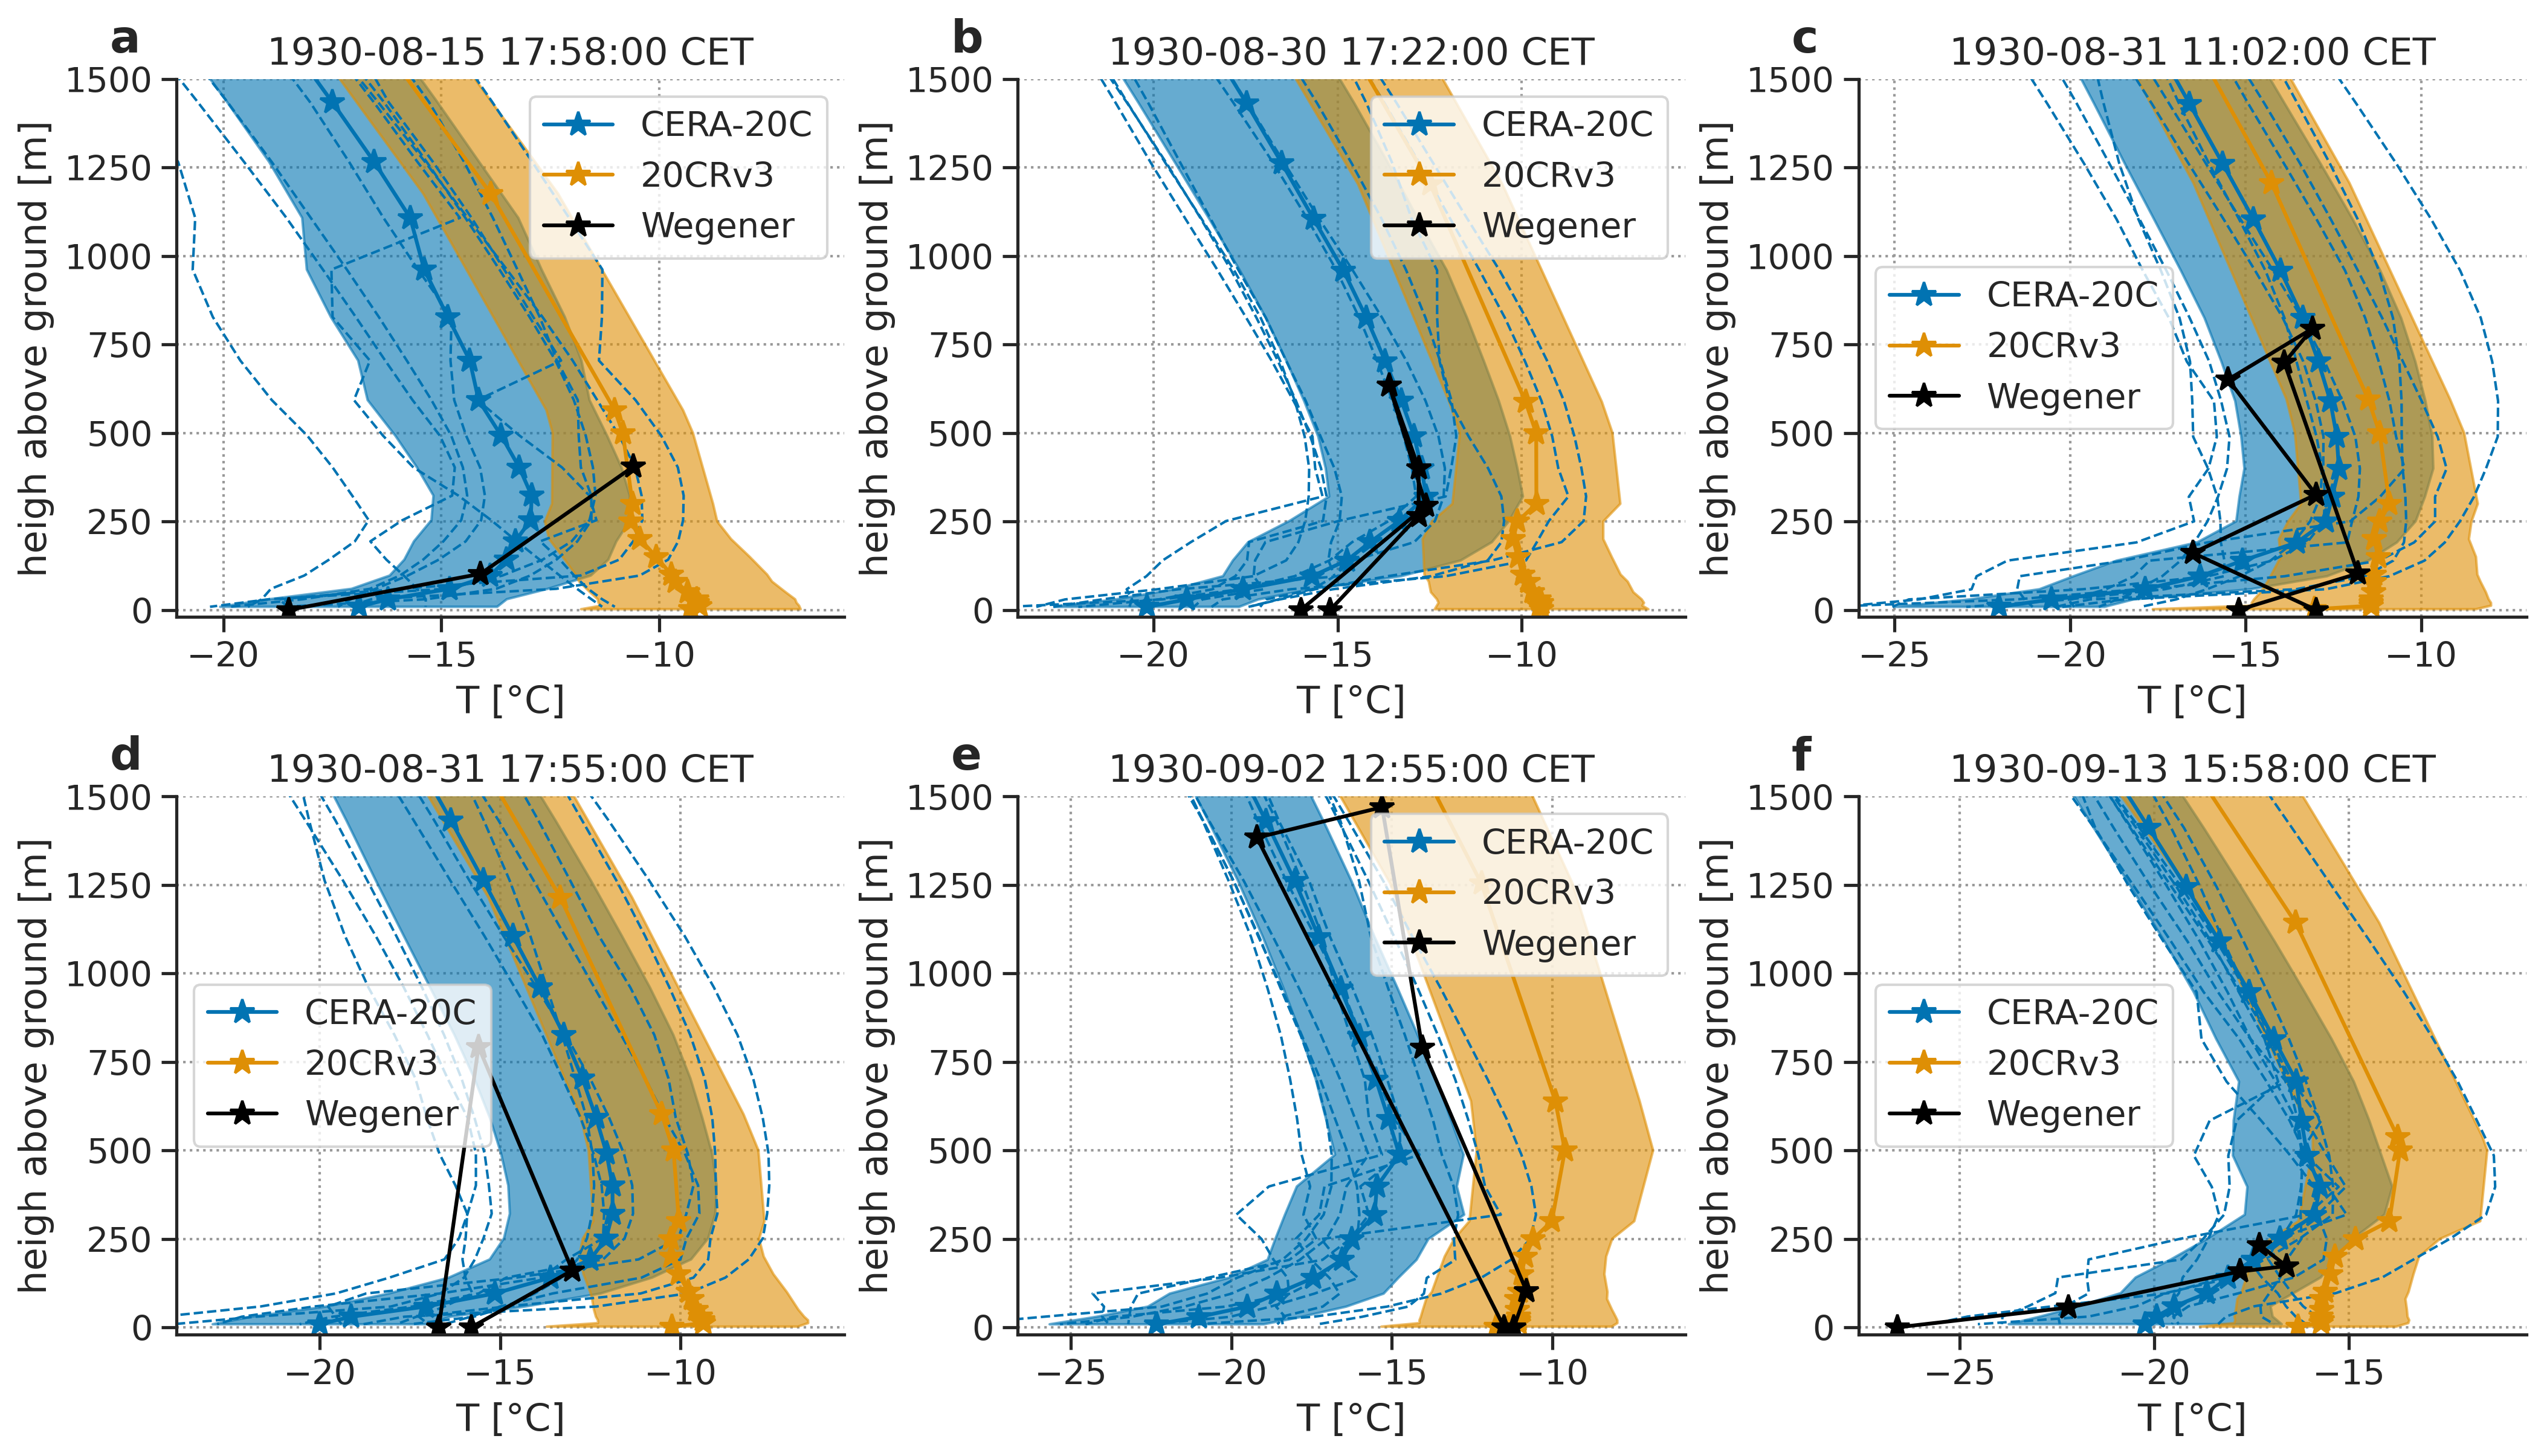 a
1930-08-15 17:58:00 CET
heigh above ground [m]
1500
1250
1000
750
500
250
0
CERA-20C
20CRv3
Wegener
−20
−15
−10
T [°C]
b
1930-08-30 17:22:00 CET
heigh above ground [m]
1500
1250
1000
750
500
250
0
CERA-20C
20CRv3
Wegener
−20
−15
−10
T [°C]
c
1930-08-31 11:02:00 CET
heigh above ground [m]
1500
1250
1000
750
500
250
0
CERA-20C
20CRv3
Wegener
−25
−20
−15
−10
T [°C]
d
1930-08-31 17:55:00 CET
heigh above ground [m]
1500
1250
1000
750
500
250
0
CERA-20C
20CRv3
Wegener
−20
−15
−10
T [°C]
e
1930-09-02 12:55:00 CET
heigh above ground [m]
1500
1250
1000
750
500
250
0
CERA-20C
20CRv3
Wegener
−25
−20
−15
−10
T [°C]
f
1930-09-13 15:58:00 CET
heigh above ground [m]
1500
1250
1000
750
500
250
0
CERA-20C
20CRv3
Wegener
−25
−20
−15
T [°C]